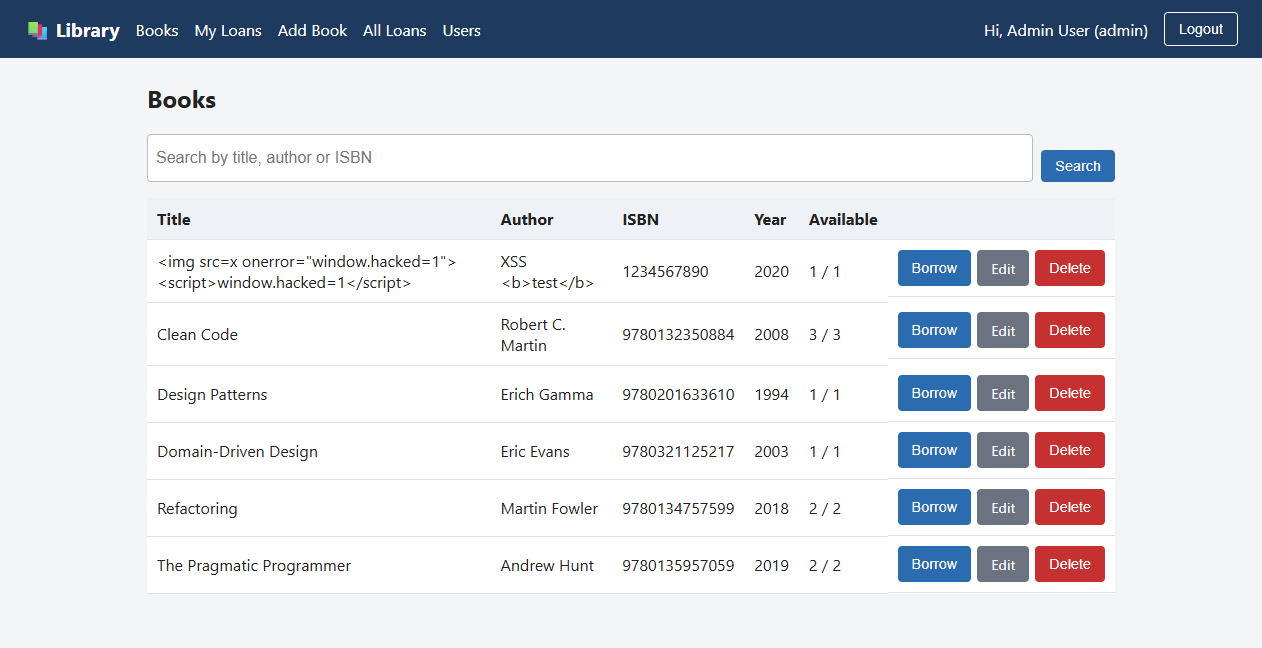 Library Books My Loans Add Book All Loans Users Hi, Admin User (admin) Logout
Books
Search by title, author or ISBN Search
Title Author ISBN Year Available
<img src=x onerror="window.hacked=1"> <script>window.hacked=1</script> XSS <b>test</b> 1234567890 2020 1 / 1 Borrow Edit Delete
Clean Code Robert C. Martin 9780132350884 2008 3 / 3 Borrow Edit Delete
Design Patterns Erich Gamma 9780201633610 1994 1 / 1 Borrow Edit Delete
Domain-Driven Design Eric Evans 9780321125217 2003 1 / 1 Borrow Edit Delete
Refactoring Martin Fowler 9780134757599 2018 2 / 2 Borrow Edit Delete
The Pragmatic Programmer Andrew Hunt 9780135957059 2019 2 / 2 Borrow Edit Delete